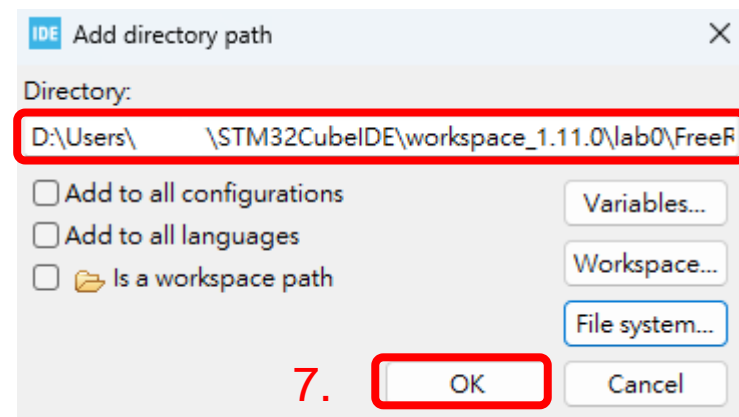 IDE Add directory path
Directory:
D:\Users\ \STM32CubeIDE\workspace_1.11.0\lab0\FreeR
Add to all configurations
Variables...
Add to all languages
Workspace...
Is a workspace path
File system...
7. OK Cancel